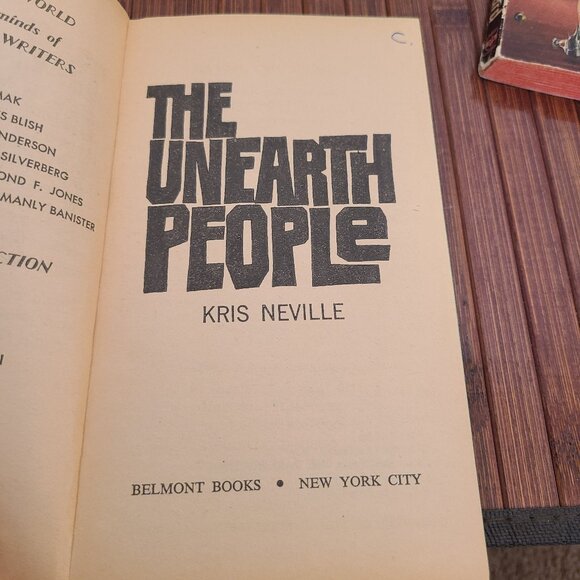 WORLD
minds of
WRITERS
MAK
ES BLISH
NDERSON
SILVERBERG
OND F. JONES
MANLY BANISTER
CTION
THE
UNEARTH
PEOPLe
KRIS NEVILLE
BELMONT BOOKS • NEW YORK CITY